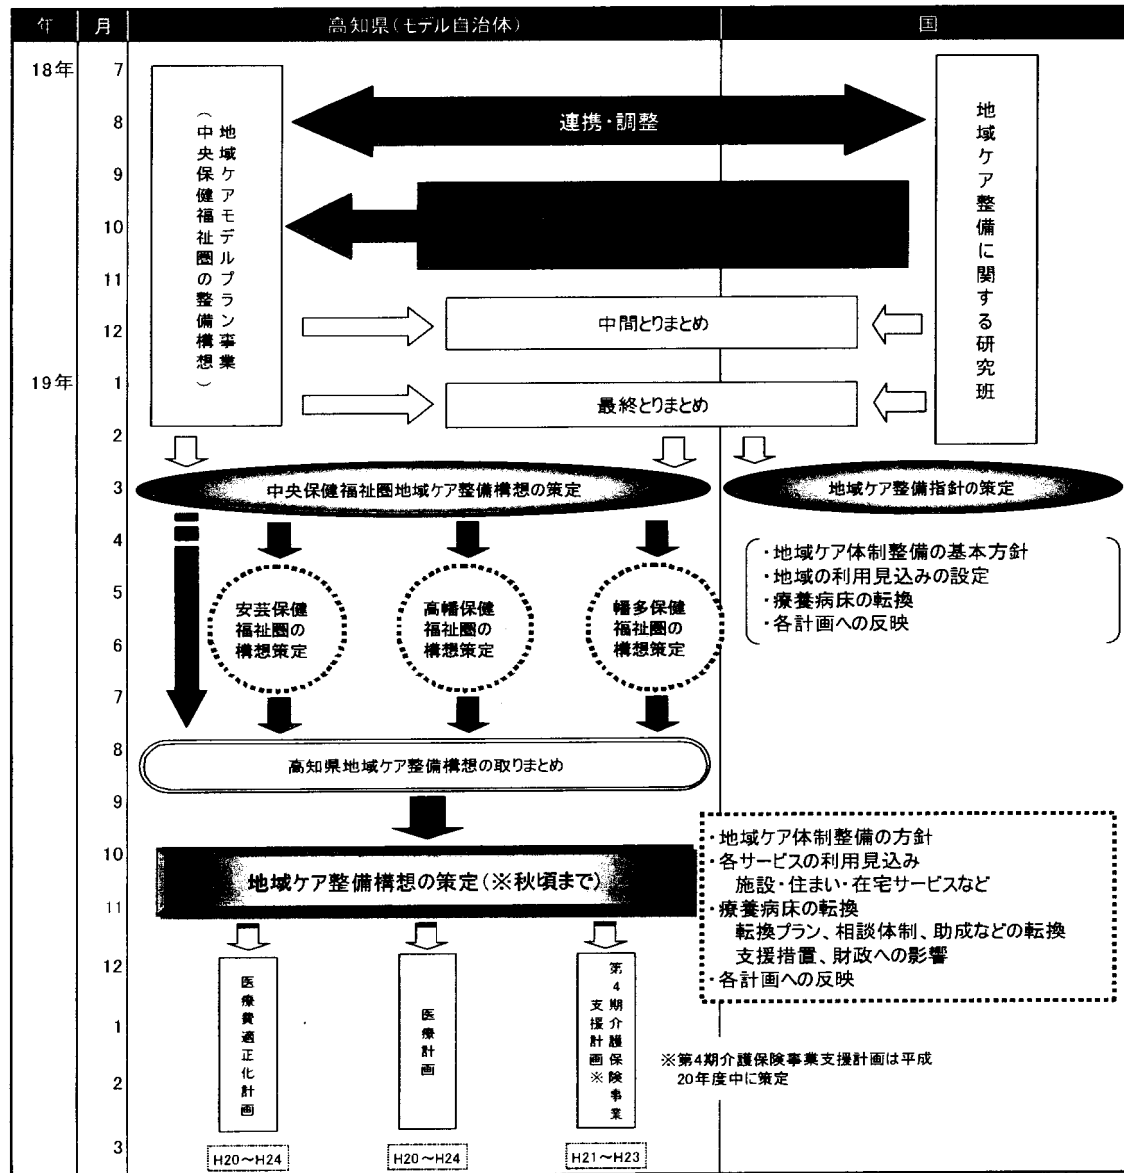 年 月 高知県(モデル自治体) 国
18年
7
8
9
10
11
12
19年
1
2
3
4
5
6
7
8
9
10
11
12
1
2
3
地域ケアモデルプラン事業
(中央保健福祉圏の整備構想)
連携・調整
地域ケア整備に関する研究班
中間とりまとめ
最終とりまとめ
中央保健福祉圏地域ケア整備構想の策定
地域ケア整備指針の策定
・地域ケア体制整備の基本方針
・地域の利用見込みの設定
・療養病床の転換
・各計画への反映
安芸保健
福祉圏の
構想策定
高幡保健
福祉圏の
構想策定
幡多保健
福祉圏の
構想策定
高知県地域ケア整備構想の取りまとめ
地域ケア整備構想の策定(※秋頃まで)
・地域ケア体制整備の方針
・各サービスの利用見込み
施設・住まい・在宅サービスなど
・療養病床の転換
転換プラン、相談体制、助成などの転換
支援措置、財政への影響
・各計画への反映
医療費適正化計画
医療計画
第4期介護保険事業
支援計画※
※第4期介護保険事業支援計画は平成
20年度中に策定
H20～H24
H20～H24
H21～H23